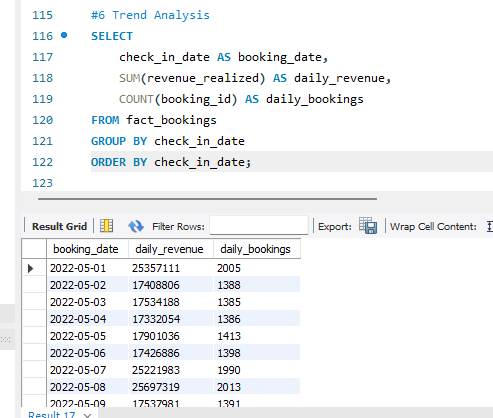 115 #6 Trend Analysis
116 SELECT
117 check_in_date AS booking_date,
118 SUM(revenue_realized) AS daily_revenue,
119 COUNT(booking_id) AS daily_bookings
120 FROM fact_bookings
121 GROUP BY check_in_date
122 ORDER BY check_in_date;
123
Result Grid Filter Rows: Export: Wrap Cell Content:
booking_date daily_revenue daily_bookings
2022-05-01 25357111 2005
2022-05-02 17408806 1388
2022-05-03 17534188 1385
2022-05-04 17332054 1386
2022-05-05 17901036 1413
2022-05-06 17426886 1398
2022-05-07 25221983 1990
2022-05-08 25697319 2013
2022-05-09 17537981 1391
Result 17